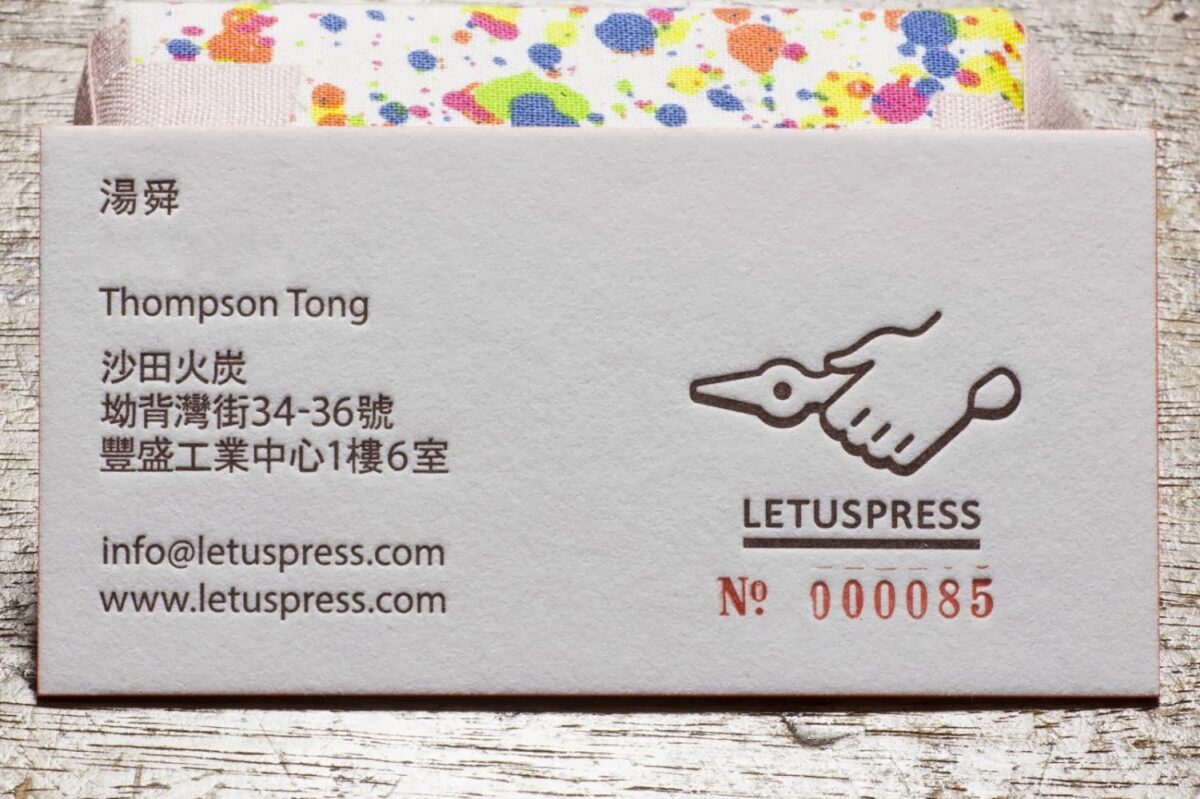 湯舜
Thompson Tong
沙田火炭
坳背灣街34-36號
豐盛工業中心1樓6室
info@letuspress.com
www.letuspress.com
LETUSPRESS
Nº 000085